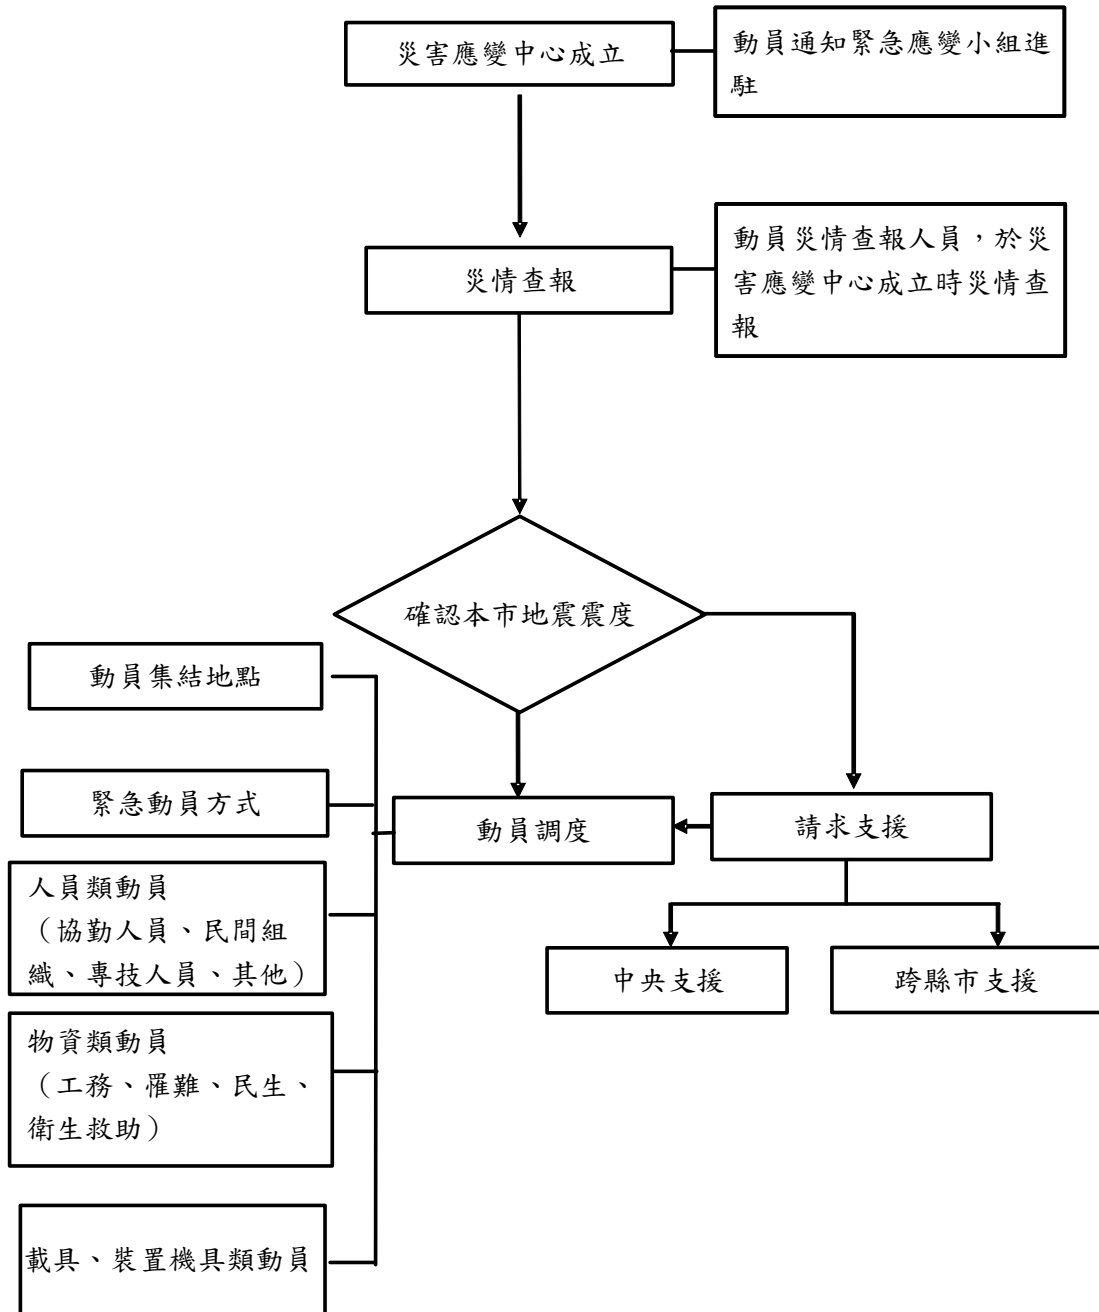 災害應變中心成立
動員通知緊急應變小組進
駐
災情查報
動員災情查報人員，於災
害應變中心成立時災情查
報
確認本市地震震度
動員集結地點
緊急動員方式
動員調度
請求支援
人員類動員
（協勤人員、民間組
織、專技人員、其他）
中央支援
跨縣市支援
物資類動員
（工務、罹難、民生、
衛生救助）
載具、裝置機具類動員